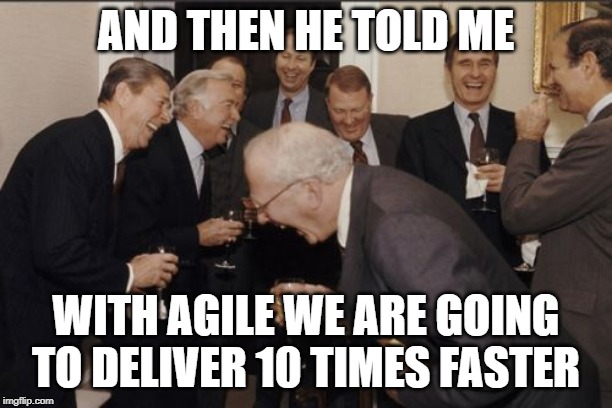 AND THEN HE TOLD ME
WITH AGILE WE ARE GOING
TO DELIVER 10 TIMES FASTER
imgflip.com